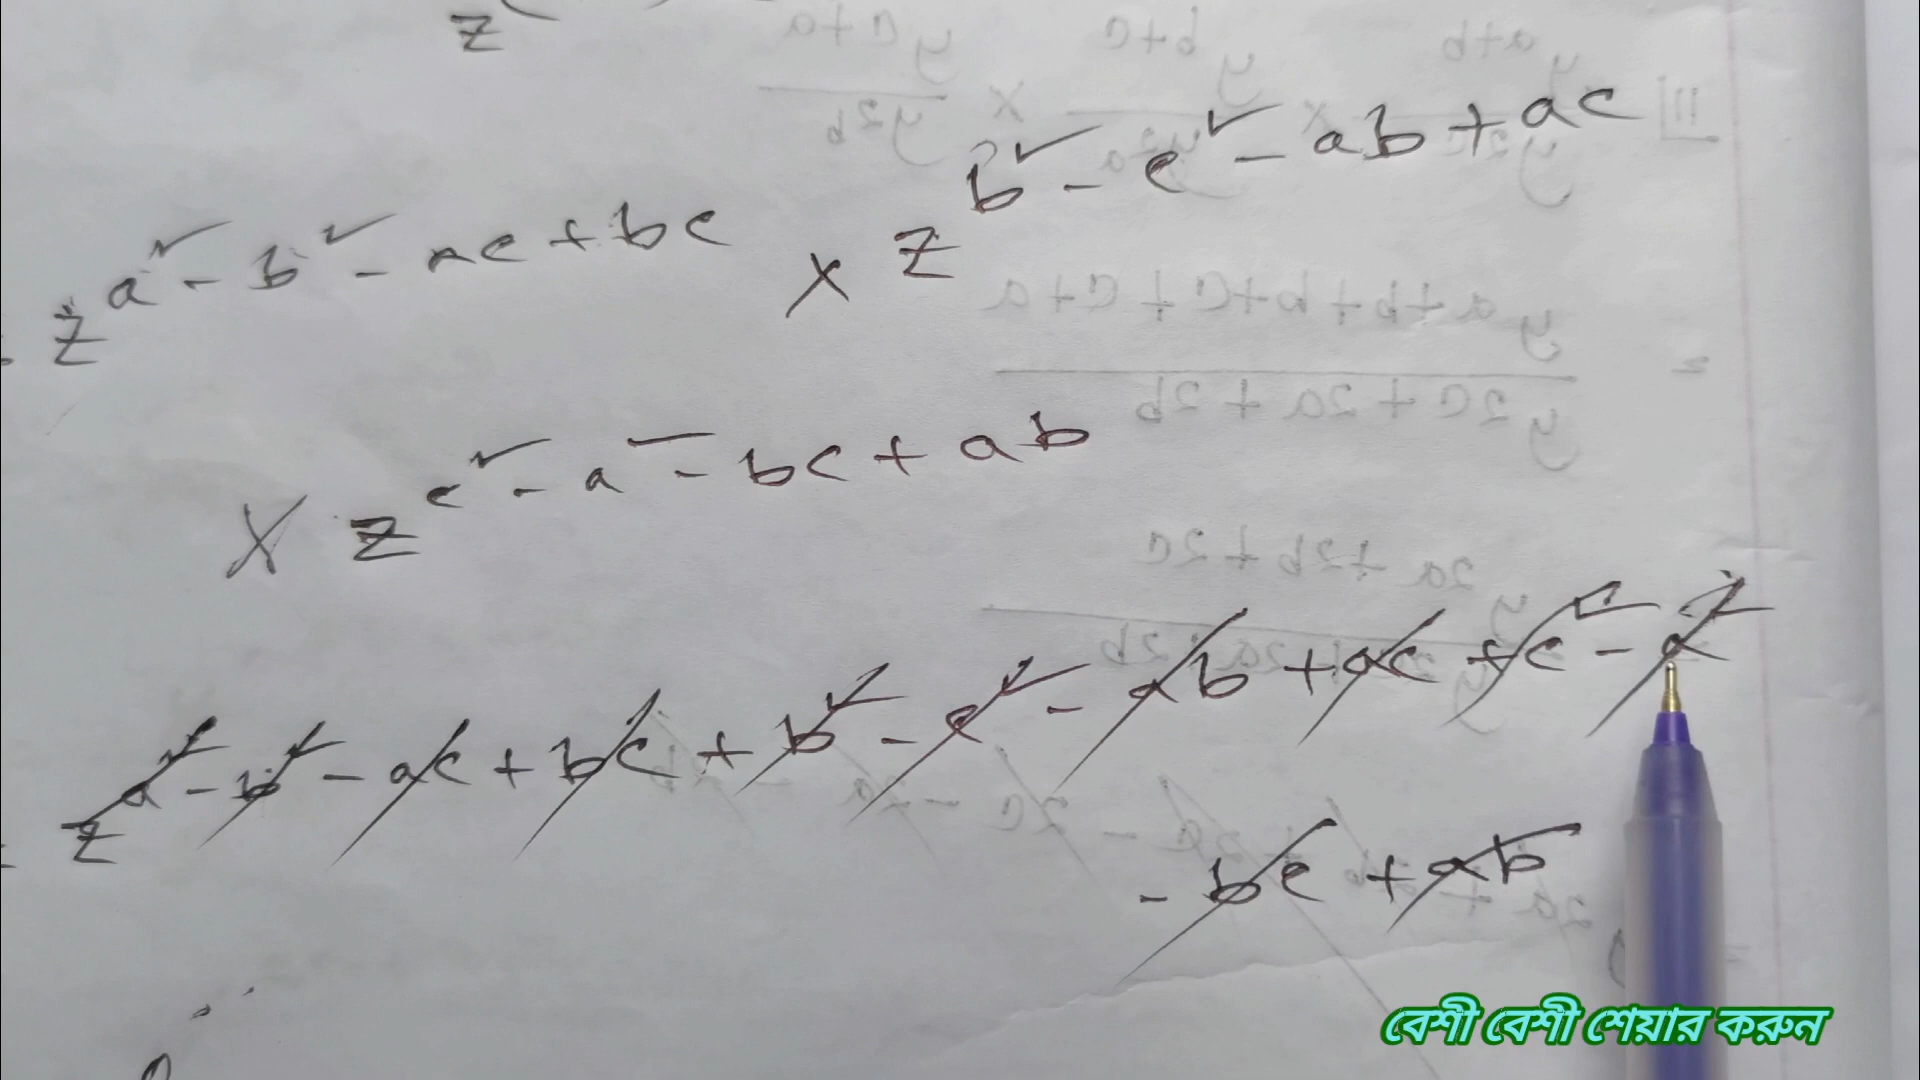 z
z^a² - b² - ac + bc × z^b² - c² - ab + ac
× z^c² - a² - bc + ab
= z^a² - b² - ac + bc + b² - c² - ab + ac + c² - a²
- bc + ab
বেশী বেশী শেয়ার করুন